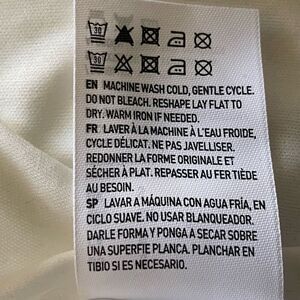 30
30
EN MACHINE WASH COLD, GENTLE CYCLE.
DO NOT BLEACH. RESHAPE LAY FLAT TO
DRY. WARM IRON IF NEEDED.
FR LAVER À LA MACHINE À L'EAU FROIDE,
CYCLE DÉLICAT. NE PAS JAVELLISER.
REDONNER LA FORME ORIGINALE ET
SÉCHER À PLAT. REPASSER AU FER TIÈDE
AU BESOIN.
SP LAVAR A MÁQUINA CON AGUA FRÍA, EN
CICLO SUAVE. NO USAR BLANQUEADOR.
DARLE FORMA Y PONGA A SECAR SOBRE
UNA SUPERFIE PLANCA. PLANCHAR EN
TIBIO SI ES NECESARIO.